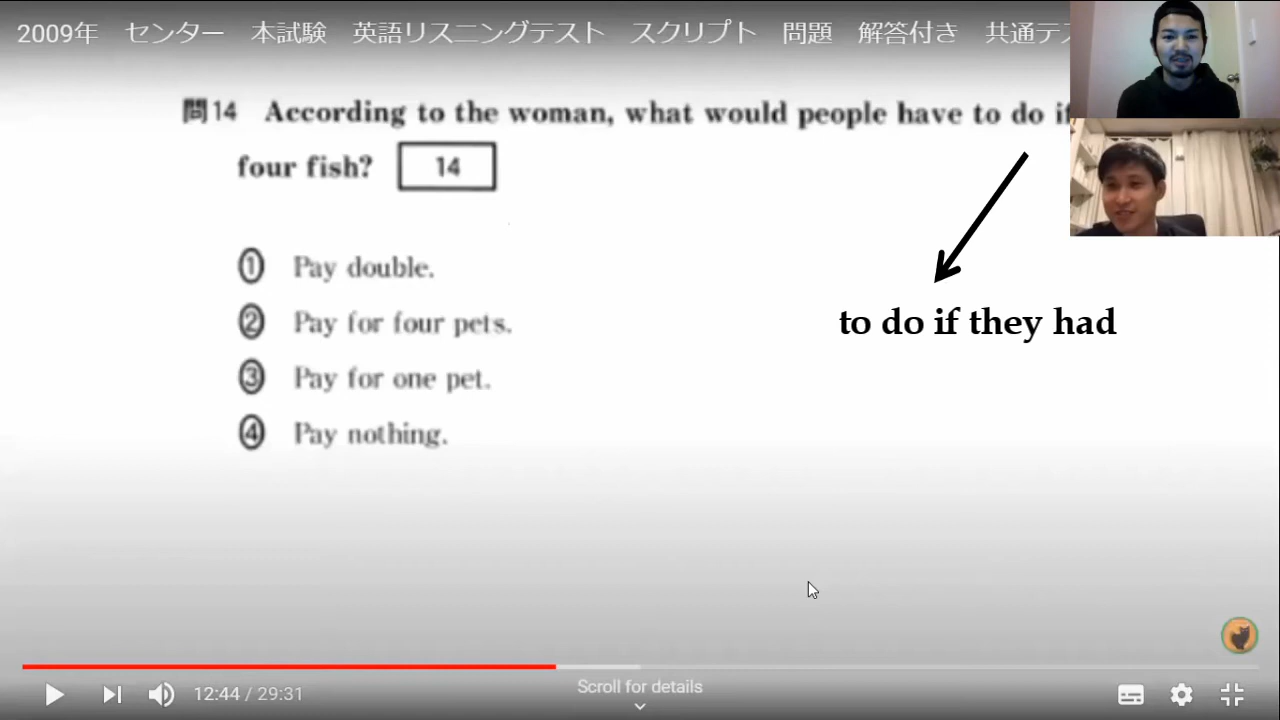 2009年 センター 本試験 英語リスニングテスト スクリプト 問題 解答付き 共通テス
問14 According to the woman, what would people have to do if
four fish? 14
① Pay double.
② Pay for four pets.
③ Pay for one pet.
④ Pay nothing.
to do if they had
Scroll for details
12:44 / 29:31